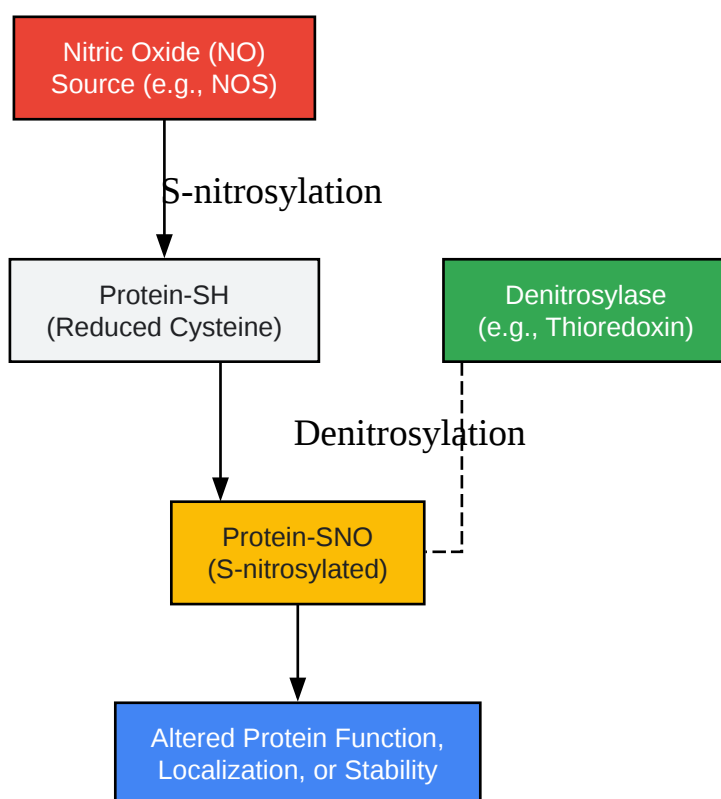 Nitric Oxide (NO)
Source (e.g., NOS)
S-nitrosylation
Protein-SH
(Reduced Cysteine)
Denitrosylase
(e.g., Thioredoxin)
Denitrosylation
Protein-SNO
(S-nitrosylated)
Altered Protein Function,
Localization, or Stability